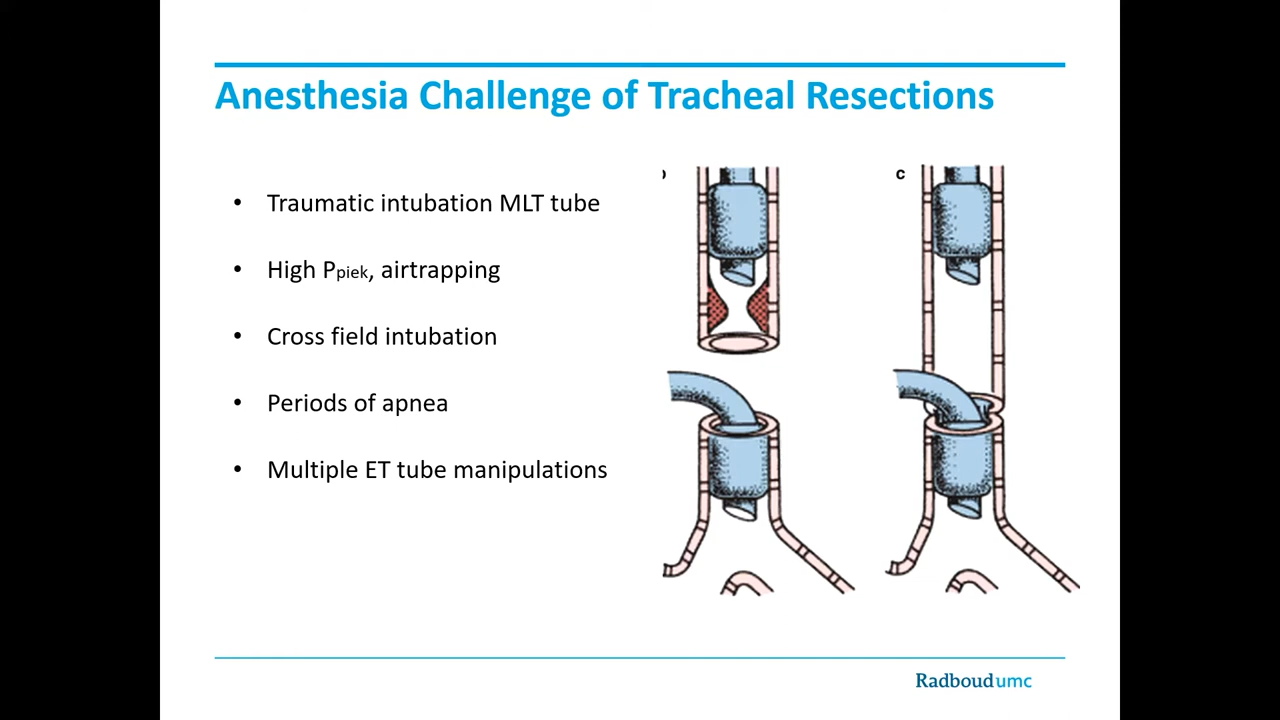 Anesthesia Challenge of Tracheal Resections
• Traumatic intubation MLT tube
• High Ppiek, airtrapping
• Cross field intubation
• Periods of apnea
• Multiple ET tube manipulations
c
Radboudumc